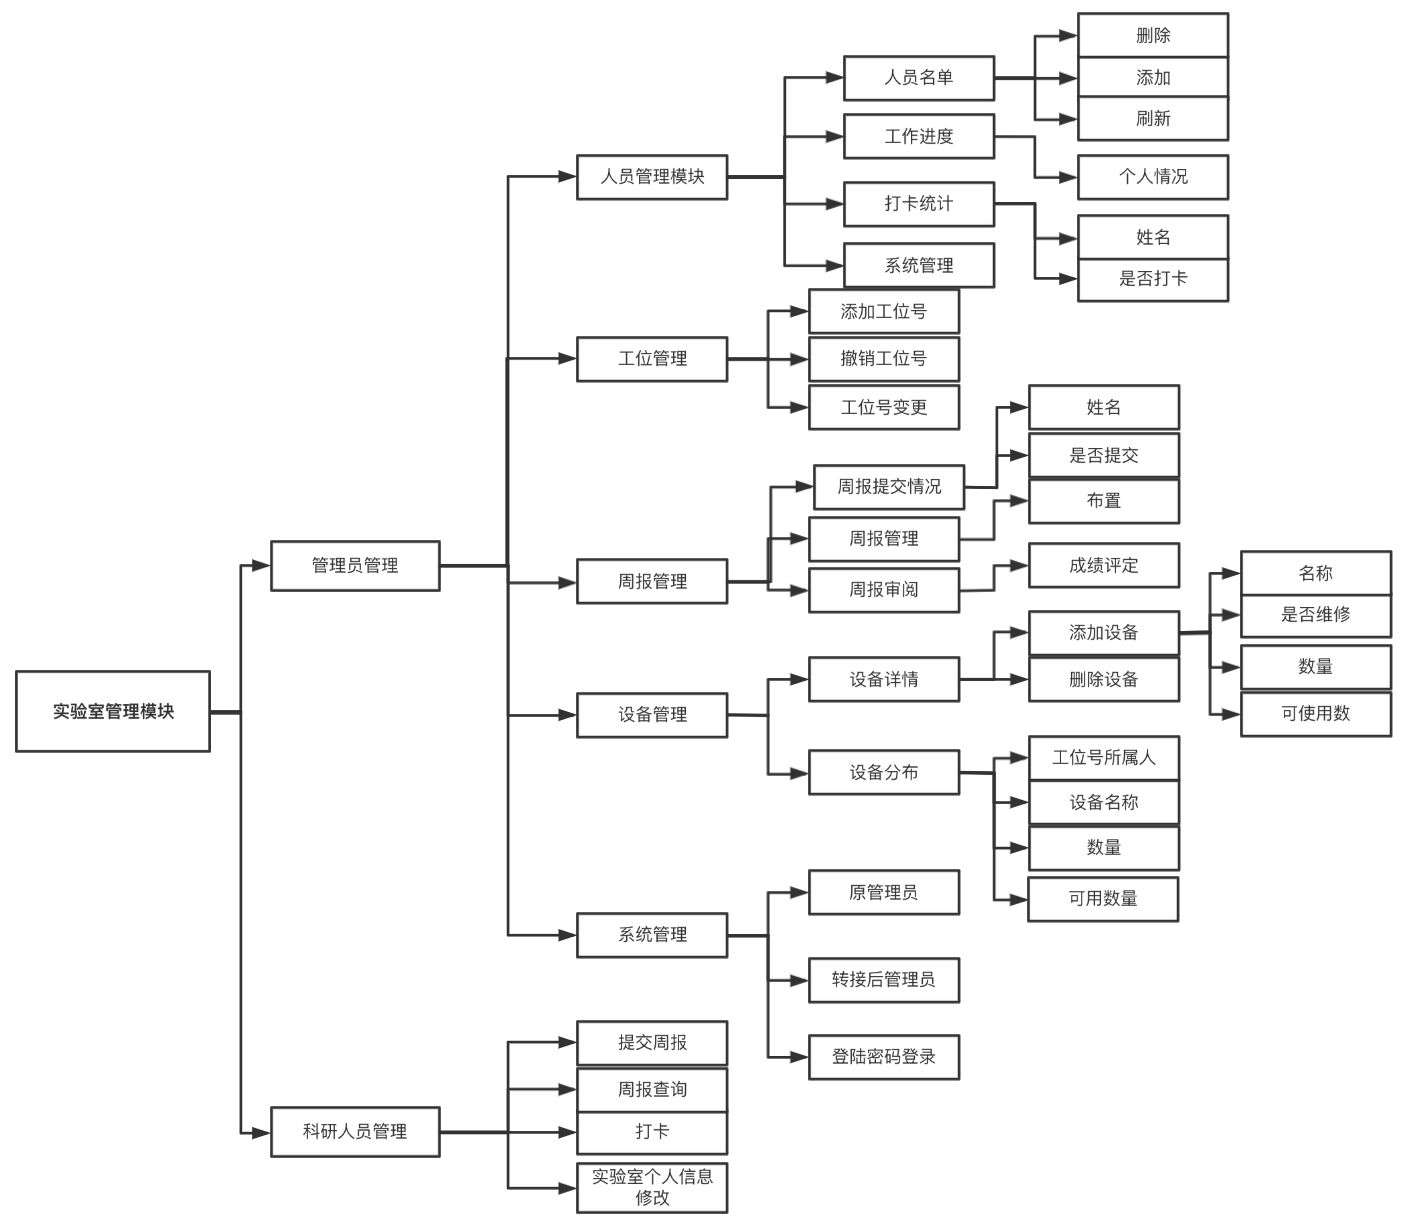 实验室管理模块
管理员管理
人员管理模块
人员名单
删除
添加
刷新
工作进度
个人情况
打卡统计
姓名
是否打卡
系统管理
工位管理
添加工位号
撤销工位号
工位号变更
周报管理
周报提交情况
姓名
是否提交
周报管理
布置
周报审阅
成绩评定
设备管理
设备详情
添加设备
名称
是否维修
数量
可使用数
删除设备
设备分布
工位号所属人
设备名称
数量
可用数量
系统管理
原管理员
转接后管理员
登陆密码登录
科研人员管理
提交周报
周报查询
打卡
实验室个人信息
修改